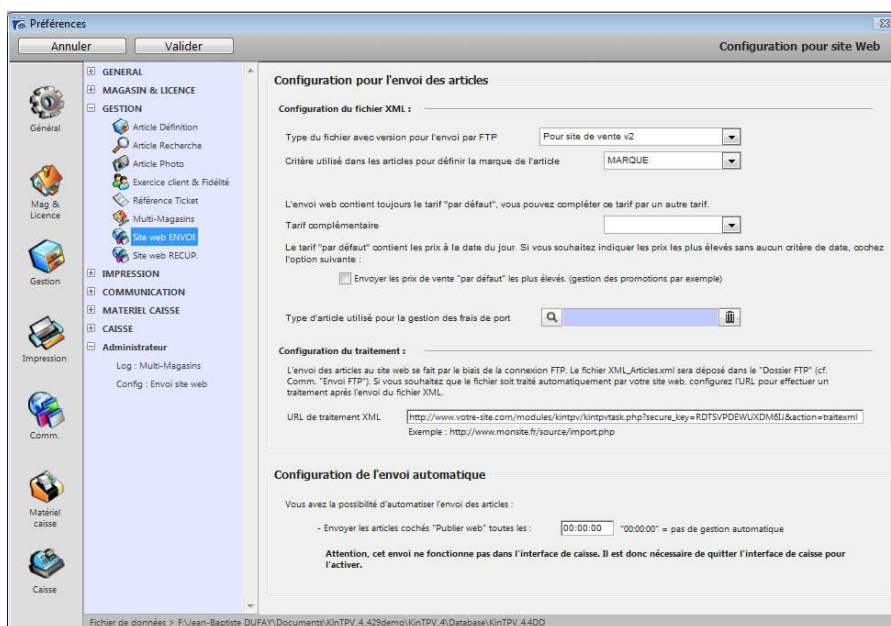 Préférences
Annuler
Valider
Configuration pour site Web
Général
Mag &
Licence
Gestion
Impression
Comm.
Matériel
caisse
Caisse
GENERAL
MAGASIN & LICENCE
GESTION
Article Définition
Article Recherche
Article Photo
Exercice client & Fidélité
Référence Ticket
Multi-Magasins
Site web ENVOI
Site web RECUP.
IMPRESSION
COMMUNICATION
MATERIEL CAISSE
CAISSE
Administrateur
Log : Multi-Magasins
Config : Envoi site web
Configuration pour l'envoi des articles
Configuration du fichier XML :
Type du fichier avec version pour l'envoi par FTP
Pour site de vente v2
Critère utilisé dans les articles pour définir la marque de l'article
MARQUE
L'envoi web contient toujours le tarif "par défaut", vous pouvez compléter ce tarif par un autre tarif.
Tarif complémentaire
Le tarif "par défaut" contient les prix à la date du jour. Si vous souhaitez indiquer les prix les plus élevés sans aucun critère de date, cochez
l'option suivante :
Envoyer les prix de vente "par défaut" les plus élevés. (gestion des promotions par exemple)
Type d'article utilisé pour la gestion des frais de port
Configuration du traitement :
L'envoi des articles au site web se fait par le biais de la connexion FTP. Le fichier XML_Articles.xml sera déposé dans le "Dossier FTP" (cf.
Comm. "Envoi FTP"). Si vous souhaitez que le fichier soit traité automatiquement par votre site web, configurez l'URL pour effectuer un
traitement après l'envoi du fichier XML.
URL de traitement XML
http://www.votre-site.com/modules/kintpv/kintpvtask.php?secure_key=RDTSVPDEWUXDM6IJ&action=traitexml
Exemple : http://www.monsite.fr/source/import.php
Configuration de l'envoi automatique
Vous avez la possibilité d'automatiser l'envoi des articles :
- Envoyer les articles cochés "Publier web" toutes les :
00:00:00
"00:00:00" = pas de gestion automatique
Attention, cet envoi ne fonctionne pas dans l'interface de caisse. Il est donc nécessaire de quitter l'interface de caisse pour
l'activer.
Fichier de données > F:\Jean-Baptiste DUFAY\Documents\KinTPV_4_429demo\KinTPV_4\Database\KinTPV_4.4DD